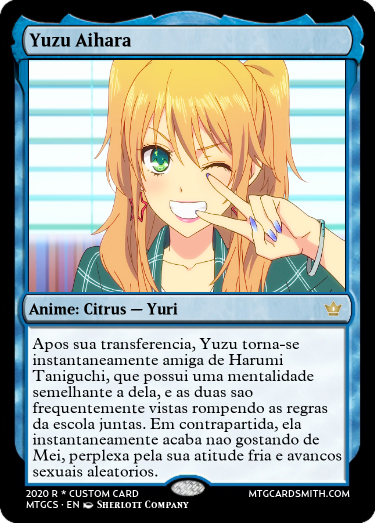 Yuzu Aihara
Anime: Citrus — Yuri
Apos sua transferencia, Yuzu torna-se
instantaneamente amiga de Harumi
Taniguchi, que possui uma mentalidade
semelhante a dela, e as duas sao
frequentemente vistas rompendo as regras
da escola juntas. Em contrapartida, ela
instantaneamente acaba nao gostando de
Mei, perplexa pela sua atitude fria e avancos
sexuais aleatorios.
2020 R * CUSTOM CARD
MTGCARDSMITH.COM
MTGCS • EN Sherlott Company